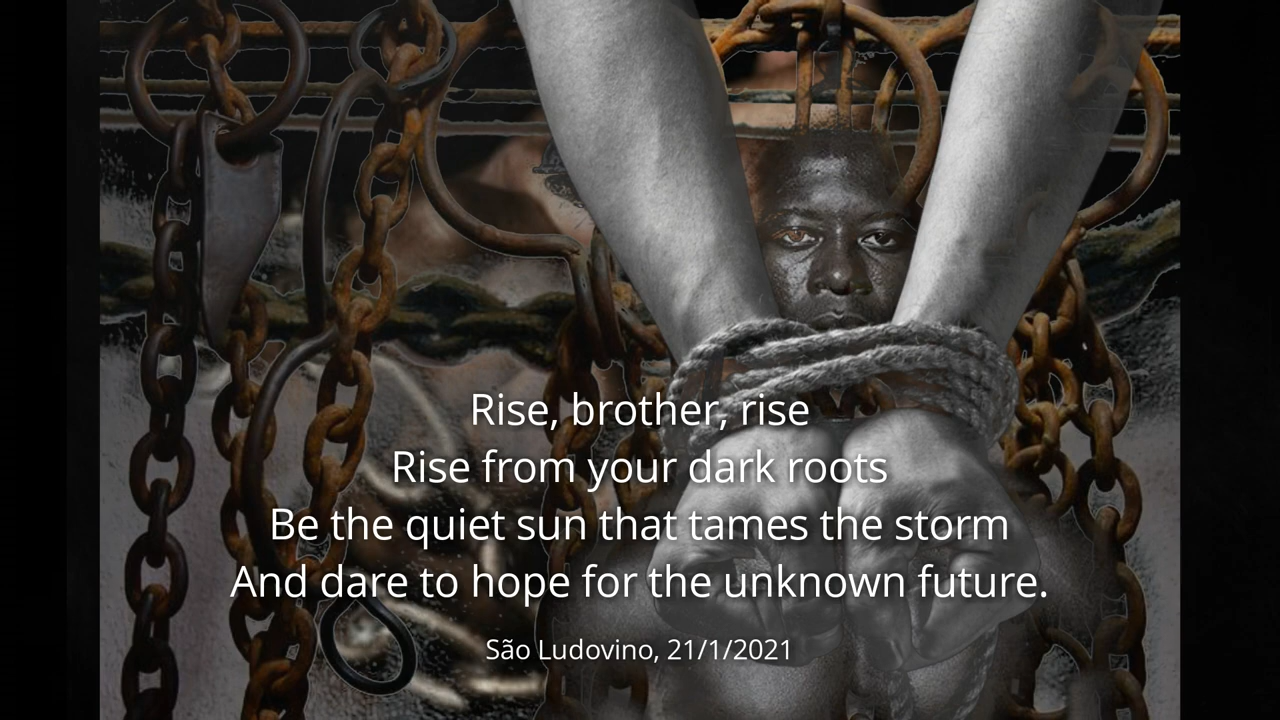 Rise, brother, rise
Rise from your dark roots
Be the quiet sun that tames the storm
And dare to hope for the unknown future.
São Ludovino, 21/1/2021